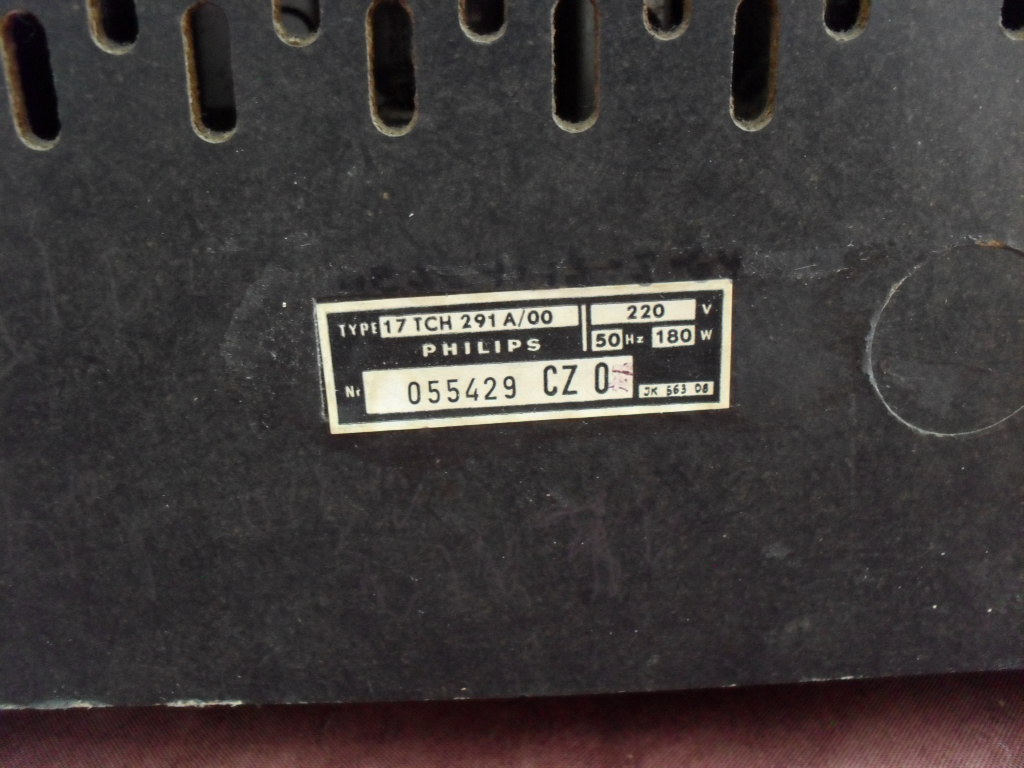 TYPE 17 TCH 291 A/00 220 V
PHILIPS 50 Hz 180 W
Nr 055429 CZ 0 JK 563 08